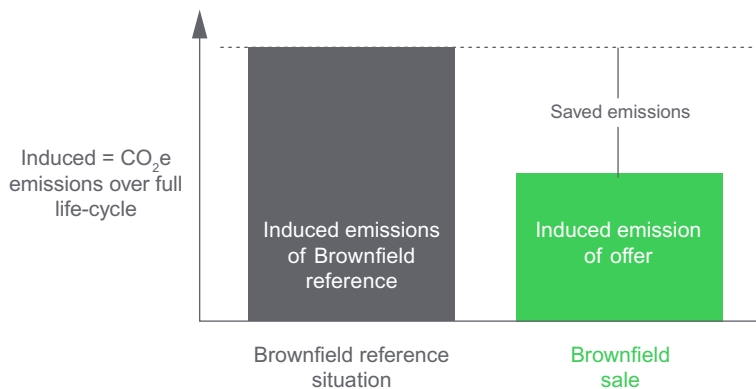 Induced = CO₂e
emissions over full
life-cycle
Saved emissions
Induced emissions
of Brownfield
reference
Induced emission
of offer
Brownfield reference
situation
Brownfield
sale